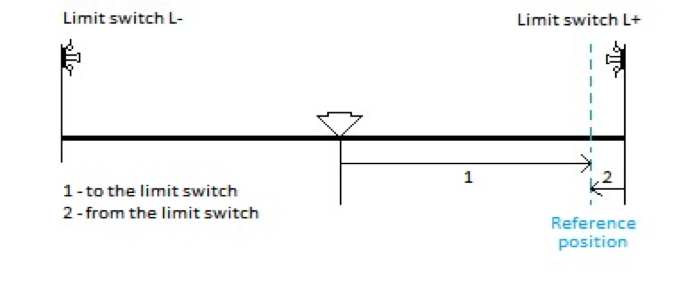 Limit switch L-
Limit switch L+
1
2
1 - to the limit switch
2 - from the limit switch
Reference
position